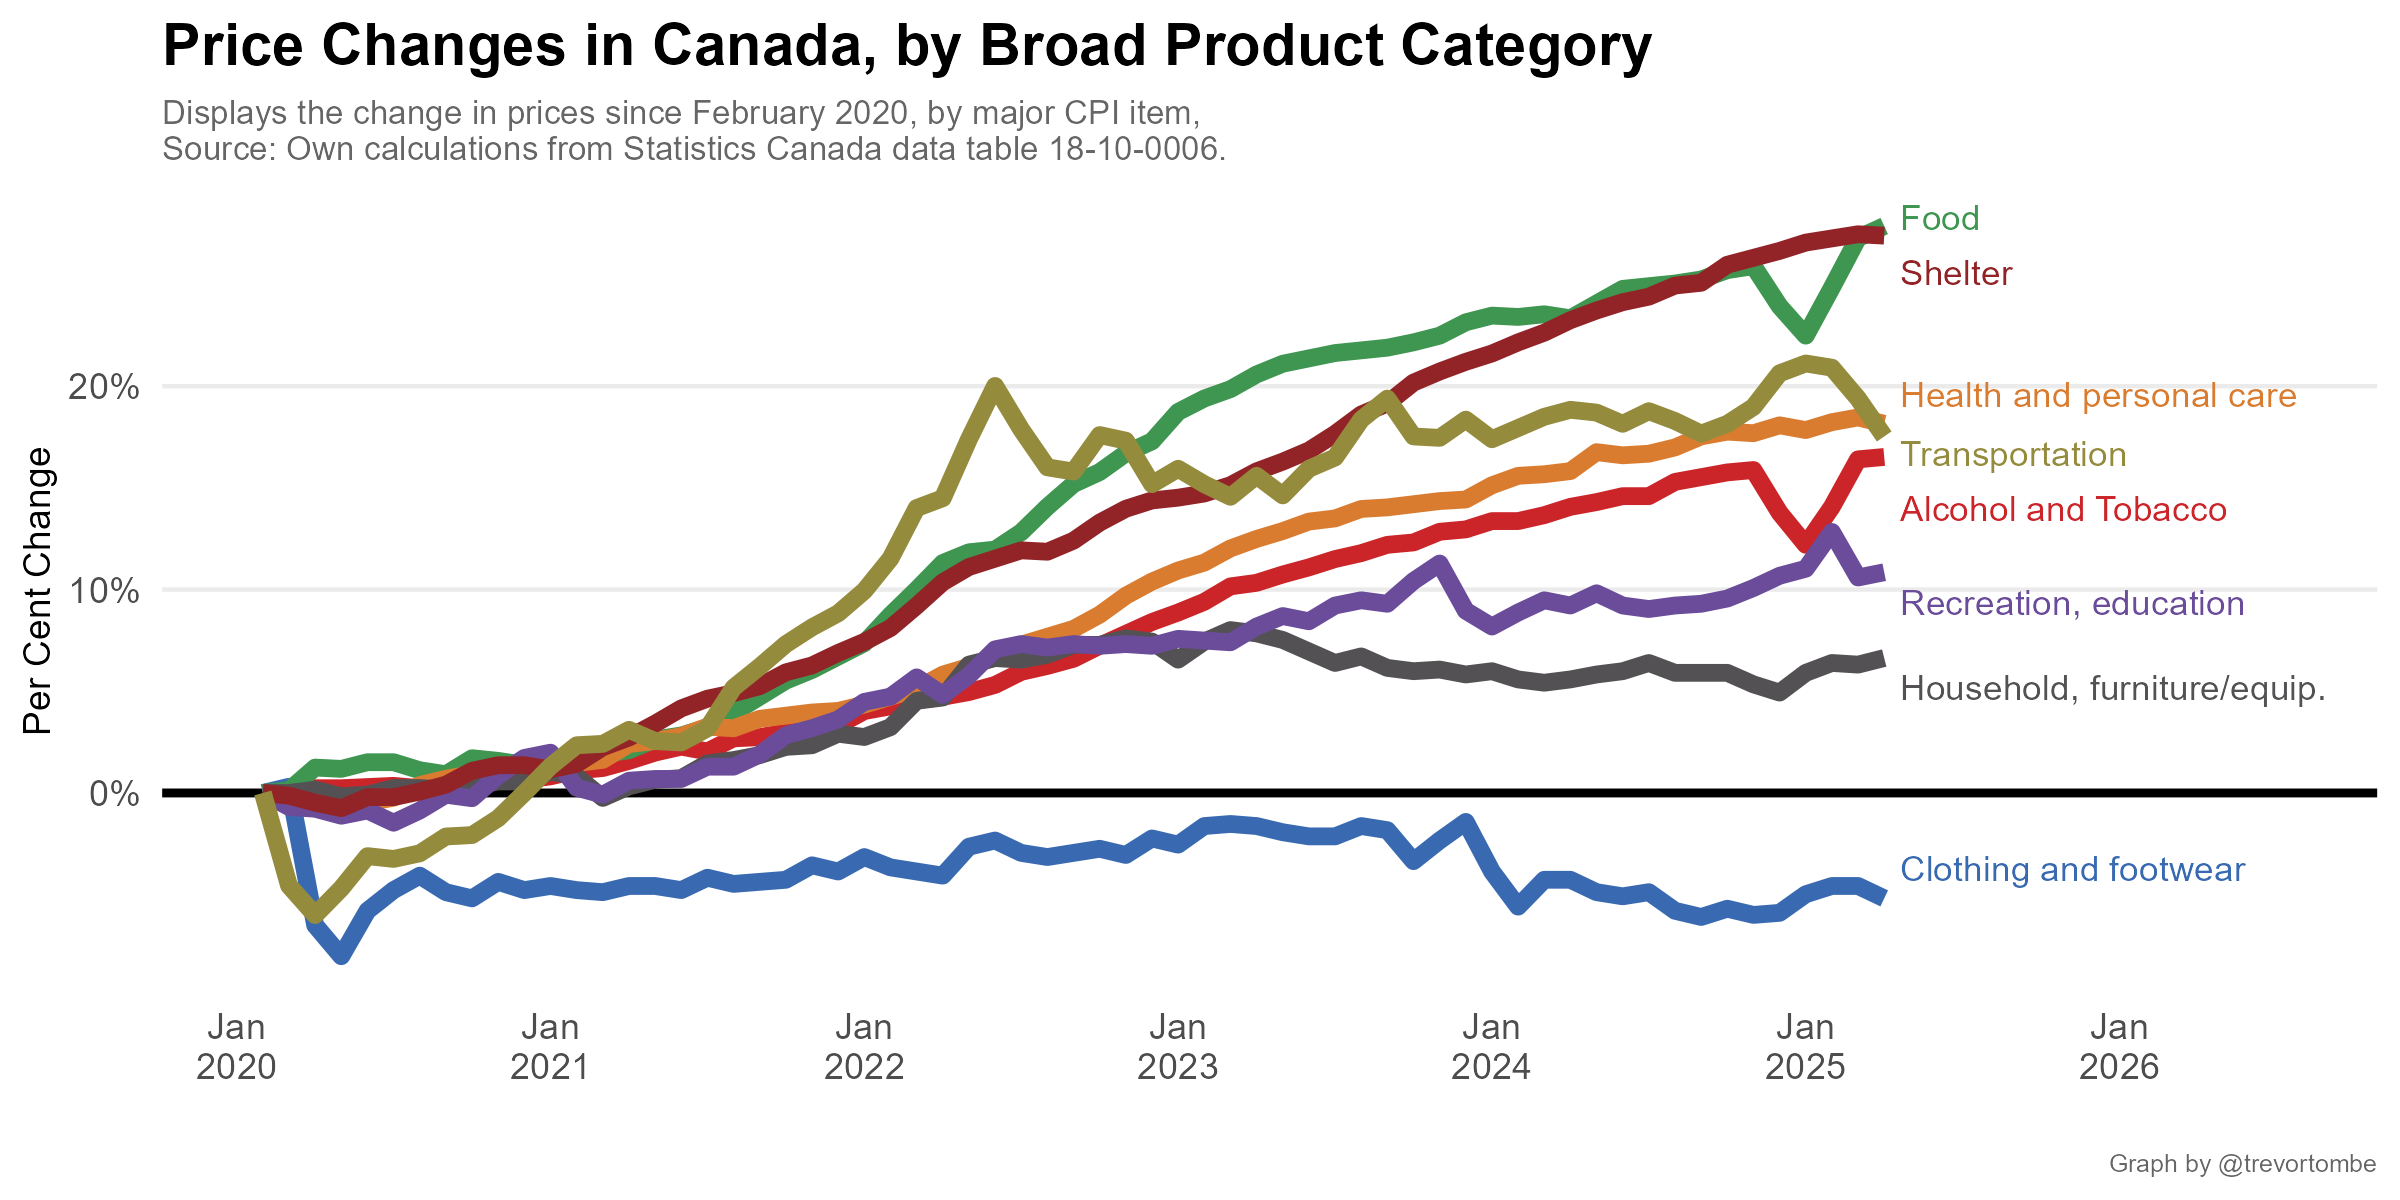 Price Changes in Canada, by Broad Product Category
Displays the change in prices since February 2020, by major CPI item,
Source: Own calculations from Statistics Canada data table 18-10-0006.
Per Cent Change
20%
10%
0%
Food
Shelter
Health and personal care
Transportation
Alcohol and Tobacco
Recreation, education
Household, furniture/equip.
Clothing and footwear
Jan
2020
Jan
2021
Jan
2022
Jan
2023
Jan
2024
Jan
2025
Jan
2026
Graph by @trevortombe